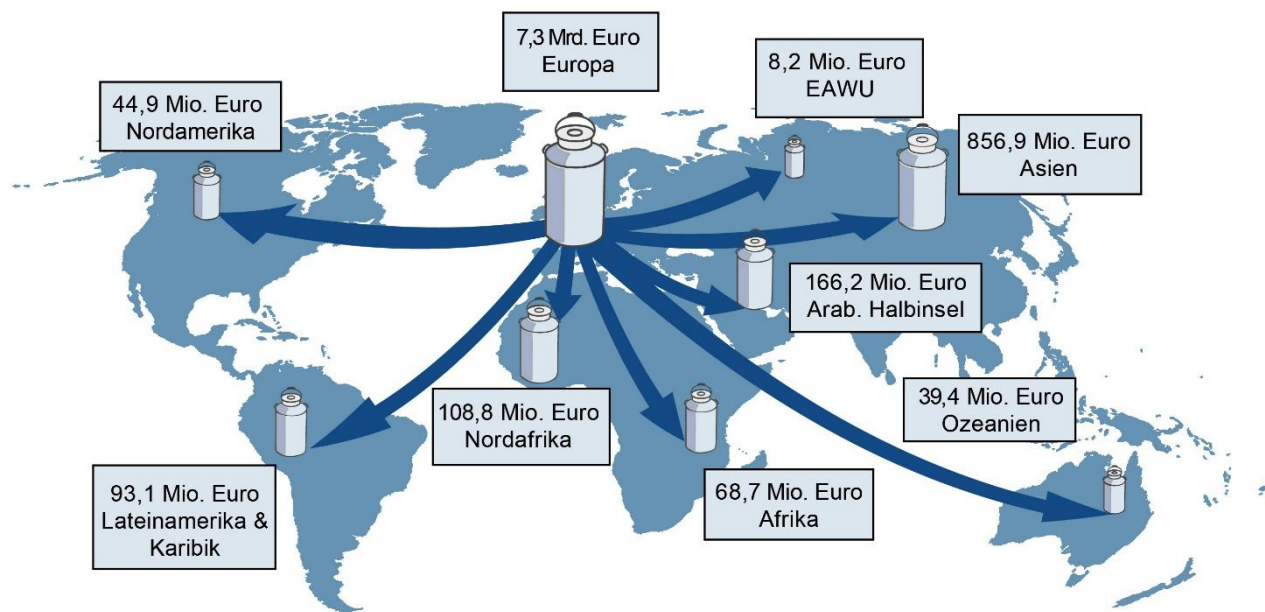 7,3 Mrd. Euro
Europa
8,2 Mio. Euro
EAWU
44,9 Mio. Euro
Nordamerika
856,9 Mio. Euro
Asien
166,2 Mio. Euro
Arab. Halbinsel
39,4 Mio. Euro
Ozeanien
108,8 Mio. Euro
Nordafrika
93,1 Mio. Euro
Lateinamerika &
Karibik
68,7 Mio. Euro
Afrika